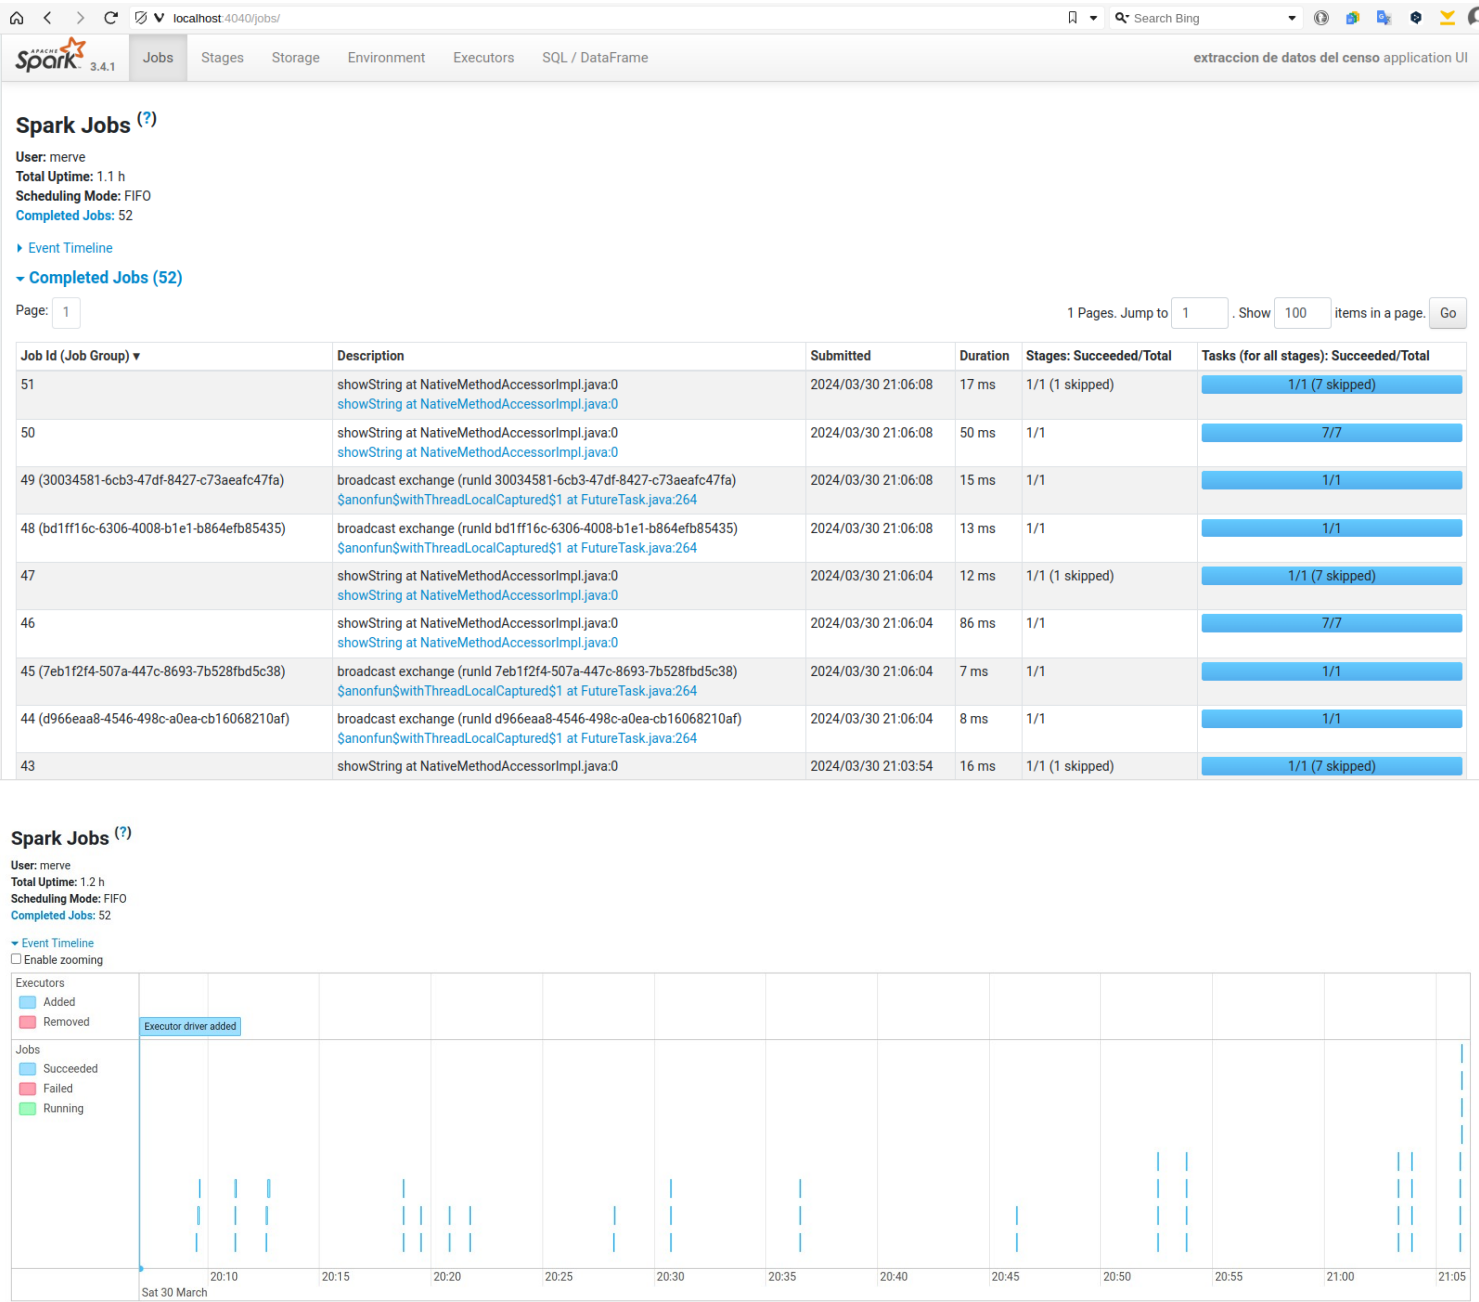 localhost:4040/jobs/
Search Bing
APACHE Spark 3.4.1 Jobs Stages Storage Environment Executors SQL / DataFrame extraccion de datos del censo application UI
Spark Jobs (?)
User: merve
Total Uptime: 1.1 h
Scheduling Mode: FIFO
Completed Jobs: 52
Event Timeline
Completed Jobs (52)
Page: 1 1 Pages. Jump to 1 . Show 100 items in a page. Go
Job Id (Job Group) ▾ Description Submitted Duration Stages: Succeeded/Total Tasks (for all stages): Succeeded/Total
51 showString at NativeMethodAccessorImpl.java:0 2024/03/30 21:06:08 17 ms 1/1 (1 skipped) 1/1 (7 skipped)
showString at NativeMethodAccessorImpl.java:0
50 showString at NativeMethodAccessorImpl.java:0 2024/03/30 21:06:08 50 ms 1/1 7/7
showString at NativeMethodAccessorImpl.java:0
49 (30034581-6cb3-47df-8427-c73aeafc47fa) broadcast exchange (runId 30034581-6cb3-47df-8427-c73aeafc47fa) 2024/03/30 21:06:08 15 ms 1/1 1/1
$anonfun$withThreadLocalCaptured$1 at FutureTask.java:264
48 (bd1ff16c-6306-4008-b1e1-b864efb85435) broadcast exchange (runId bd1ff16c-6306-4008-b1e1-b864efb85435) 2024/03/30 21:06:08 13 ms 1/1 1/1
$anonfun$withThreadLocalCaptured$1 at FutureTask.java:264
47 showString at NativeMethodAccessorImpl.java:0 2024/03/30 21:06:04 12 ms 1/1 (1 skipped) 1/1 (7 skipped)
showString at NativeMethodAccessorImpl.java:0
46 showString at NativeMethodAccessorImpl.java:0 2024/03/30 21:06:04 86 ms 1/1 7/7
showString at NativeMethodAccessorImpl.java:0
45 (7eb1f2f4-507a-447c-8693-7b528fbd5c38) broadcast exchange (runId 7eb1f2f4-507a-447c-8693-7b528fbd5c38) 2024/03/30 21:06:04 7 ms 1/1 1/1
$anonfun$withThreadLocalCaptured$1 at FutureTask.java:264
44 (d966eaa8-4546-498c-a0ea-cb16068210af) broadcast exchange (runId d966eaa8-4546-498c-a0ea-cb16068210af) 2024/03/30 21:06:04 8 ms 1/1 1/1
$anonfun$withThreadLocalCaptured$1 at FutureTask.java:264
43 showString at NativeMethodAccessorImpl.java:0 2024/03/30 21:03:54 16 ms 1/1 (1 skipped) 1/1 (7 skipped)
Spark Jobs (?)
User: merve
Total Uptime: 1.2 h
Scheduling Mode: FIFO
Completed Jobs: 52
Event Timeline
Enable zooming
Executors
Added
Removed
Executor driver added
Jobs
Succeeded
Failed
Running
20:10 20:15 20:20 20:25 20:30 20:35 20:40 20:45 20:50 20:55 21:00 21:05
Sat 30 March